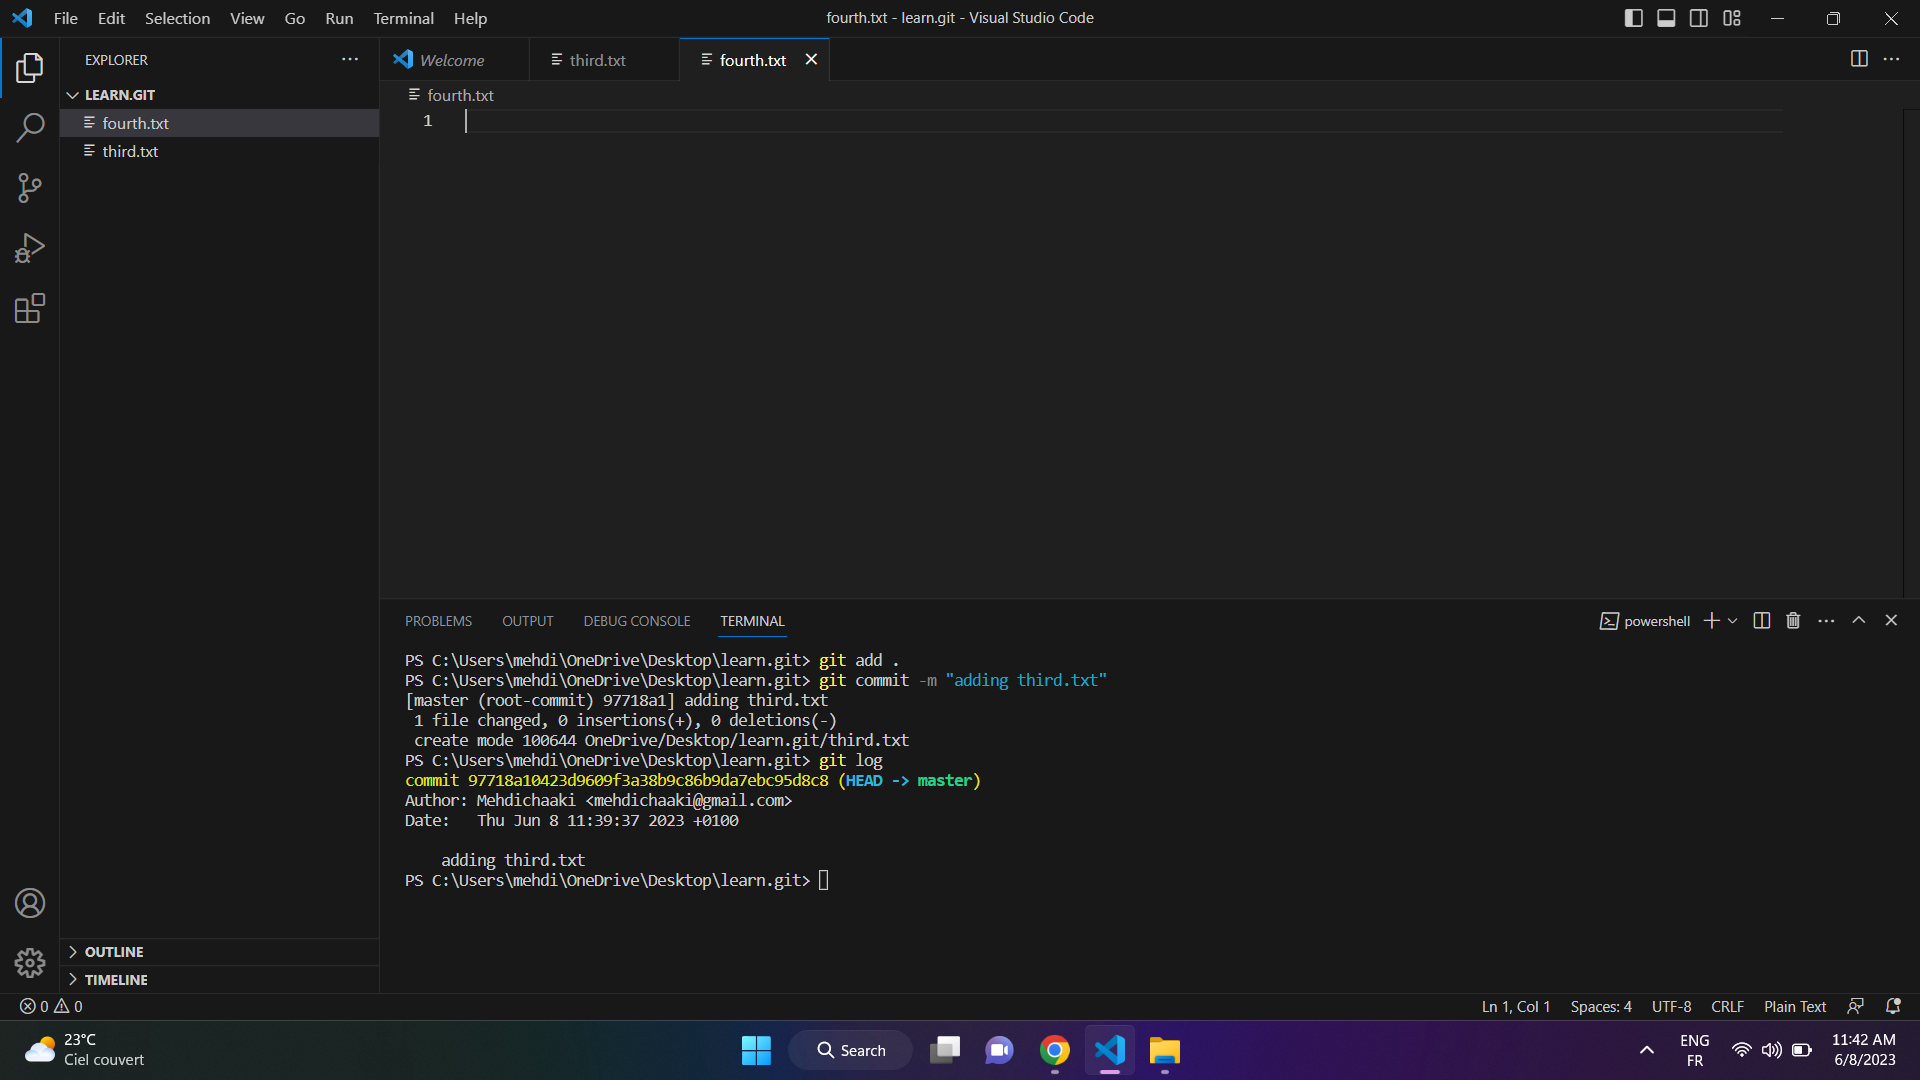 File Edit Selection View Go Run Terminal Help
fourth.txt - learn.git - Visual Studio Code
EXPLORER
LEARN.GIT
fourth.txt
third.txt
OUTLINE
TIMELINE
Welcome
third.txt
fourth.txt
fourth.txt
1
PROBLEMS OUTPUT DEBUG CONSOLE TERMINAL
powershell
PS C:\Users\mehdi\OneDrive\Desktop\learn.git> git add .
PS C:\Users\mehdi\OneDrive\Desktop\learn.git> git commit -m "adding third.txt"
[master (root-commit) 97718a1] adding third.txt
1 file changed, 0 insertions(+), 0 deletions(-)
create mode 100644 OneDrive/Desktop/learn.git/third.txt
PS C:\Users\mehdi\OneDrive\Desktop\learn.git> git log
commit 97718a10423d9609f3a38b9c86b9da7ebc95d8c8 (HEAD -> master)
Author: Mehdichaaki <mehdichaaki@gmail.com>
Date:   Thu Jun 8 11:39:37 2023 +0100
adding third.txt
PS C:\Users\mehdi\OneDrive\Desktop\learn.git>
0 0
Ln 1, Col 1 Spaces: 4 UTF-8 CRLF Plain Text
23°C
Ciel couvert
Search
ENG
FR
11:42 AM
6/8/2023